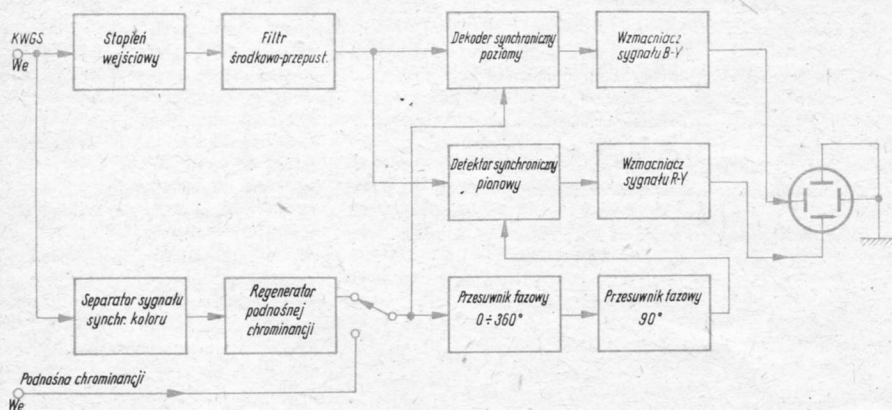 KWGS
We
Stopień
wejściowy
Filtr
środkowo-przepust.
Dekoder synchroniczny
poziomy
Wzmacniacz
sygnału B-Y
Detektor synchroniczny
pionowy
Wzmacniacz
sygnału R-Y
Separator sygnału
synchr. koloru
Regenerator
podnośnej
chrominancji
Przesuwnik fazowy
0÷360°
Przesuwnik fazowy
90°
Podnośna chrominancji
We